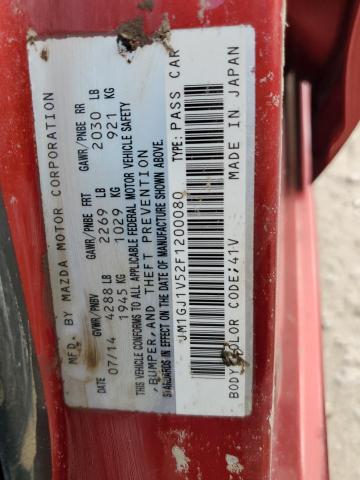 MFD. BY MAZDA MOTOR CORPORATION
DATE GVWR/PNBV GAWR/PNBE FRT GAWR/PNBE RR
07/14 4288 LB 2269 LB 2030 LB
1945 KG 1029 KG 921 KG
THIS VEHICLE CONFORMS TO ALL APPLICABLE FEDERAL MOTOR VEHICLE SAFETY
,BUMPER,AND THEFT PREVENTION
STANDARDS IN EFFECT ON THE DATE OF MANUFACTURE SHOWN ABOVE.
JM1GJ1V52F1200080 TYPE: PASS CAR
BODY COLOR CODE;41V MADE IN JAPAN